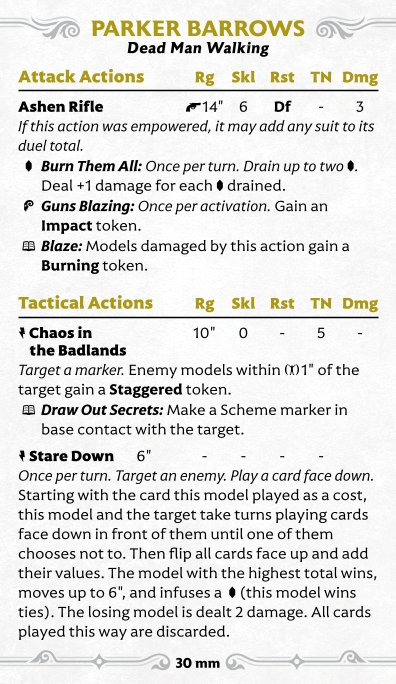 PARKER BARROWS
Dead Man Walking
Attack Actions Rg Skl Rst TN Dmg
Ashen Rifle 14" 6 Df - 3
If this action was empowered, it may add any suit to its
duel total.
Burn Them All: Once per turn. Drain up to two .
Deal +1 damage for each drained.
Guns Blazing: Once per activation. Gain an
Impact token.
Blaze: Models damaged by this action gain a
Burning token.
Tactical Actions Rg Skl Rst TN Dmg
Chaos in 10" 0 - 5 -
the Badlands
Target a marker. Enemy models within 1" of the
target gain a Staggered token.
Draw Out Secrets: Make a Scheme marker in
base contact with the target.
Stare Down 6" - - - -
Once per turn. Target an enemy. Play a card face down.
Starting with the card this model played as a cost,
this model and the target take turns playing cards
face down in front of them until one of them
chooses not to. Then flip all cards face up and add
their values. The model with the highest total wins,
moves up to 6", and infuses a (this model wins
ties). The losing model is dealt 2 damage. All cards
played this way are discarded.
30 mm